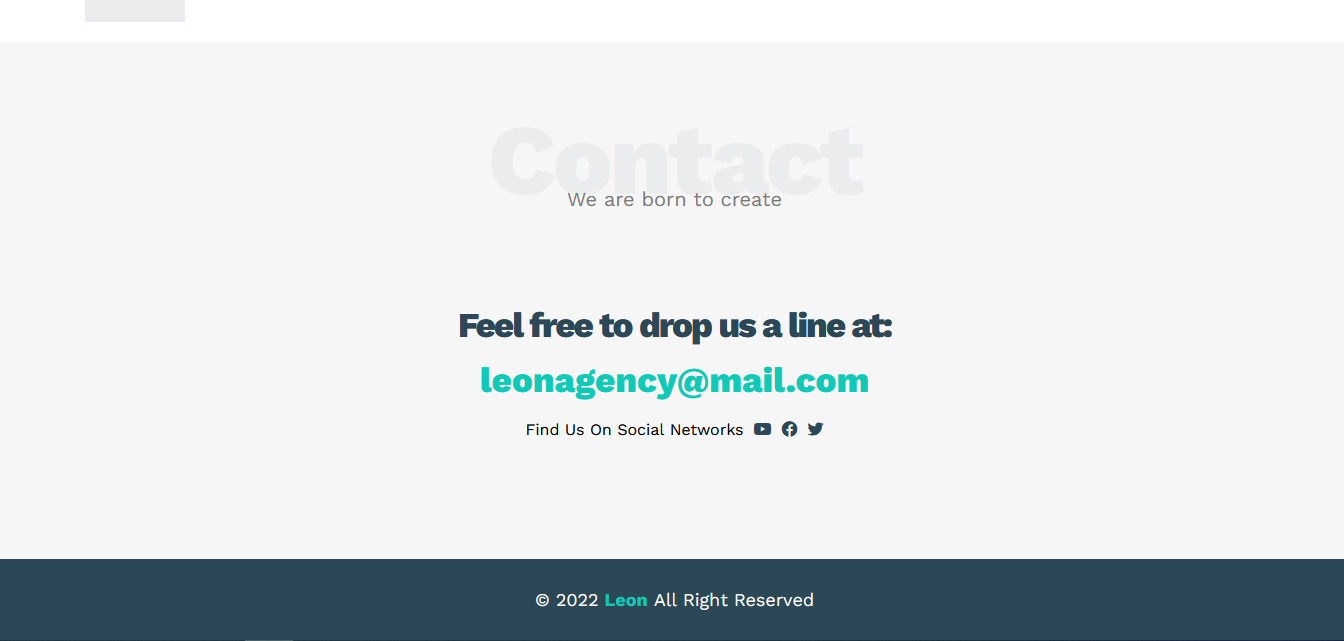 Contact
We are born to create
Feel free to drop us a line at:
leonagency@mail.com
Find Us On Social Networks
© 2022 Leon All Right Reserved